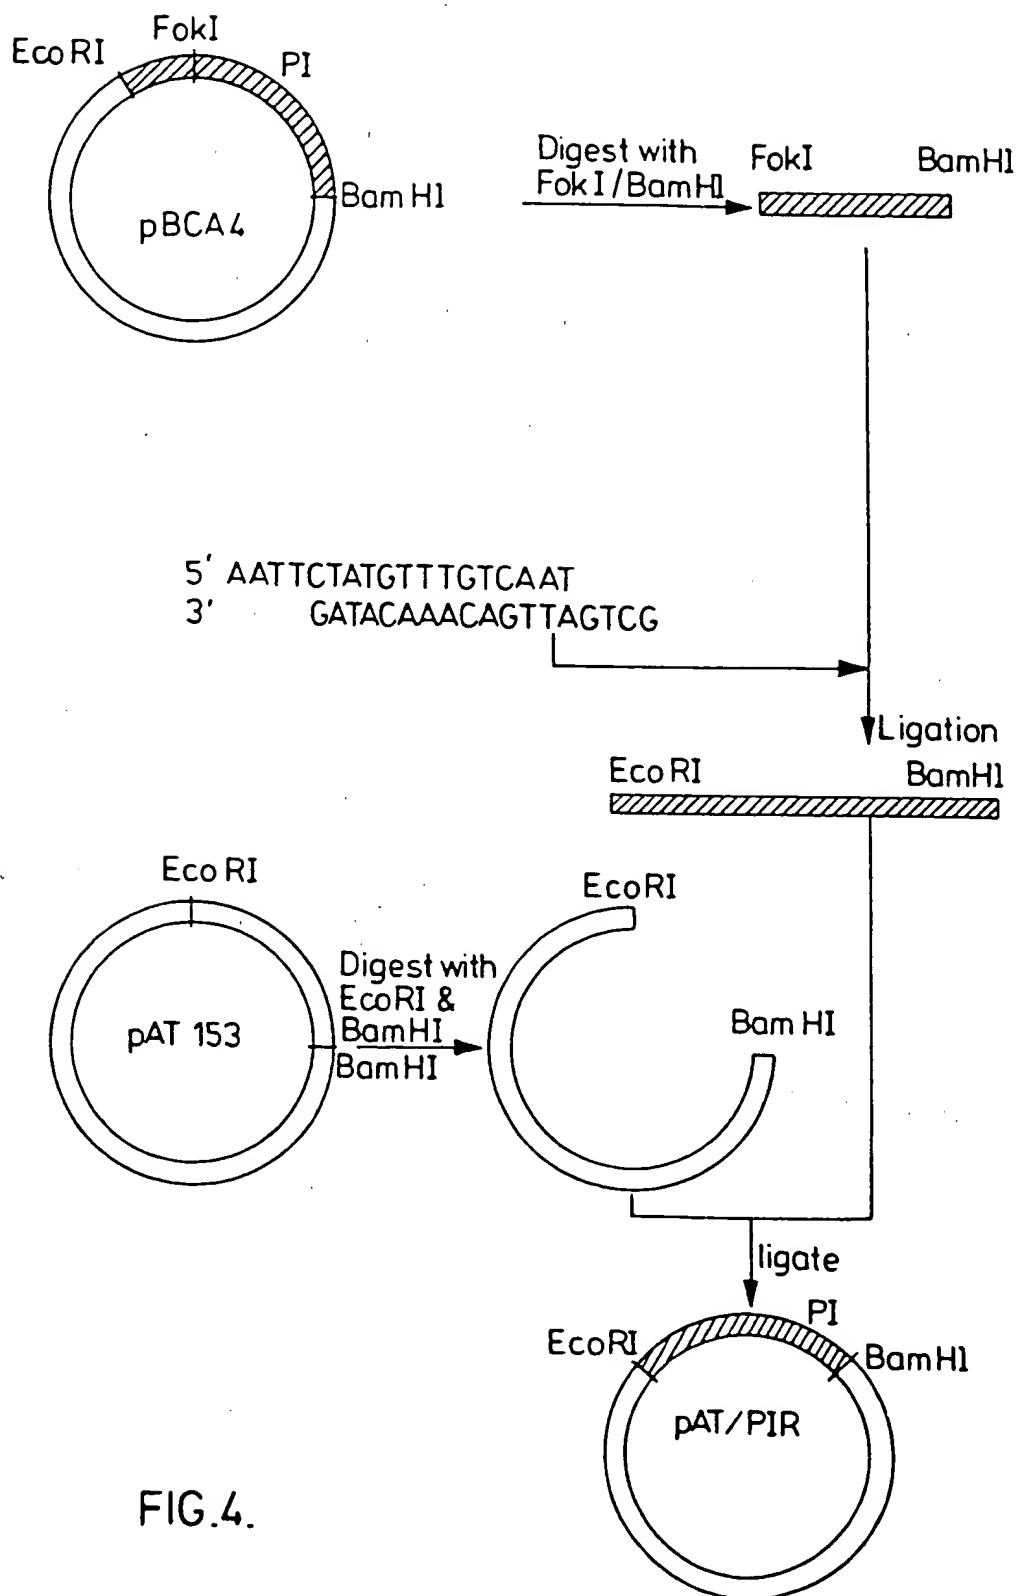 FokI
EcoRI
PI
BamH1
pBCA4
Digest with
FokI/BamH1
FokI
BamH1
5' AATTCTATGTTTGTCAAT
3' GATACAAACAGTTAGTCG
Ligation
EcoRI
BamH1
EcoRI
EcoRI
Digest with
EcoRI &
BamHI
BamHI
BamHI
pAT 153
ligate
PI
EcoRI
BamH1
pAT/PIR
FIG.4.